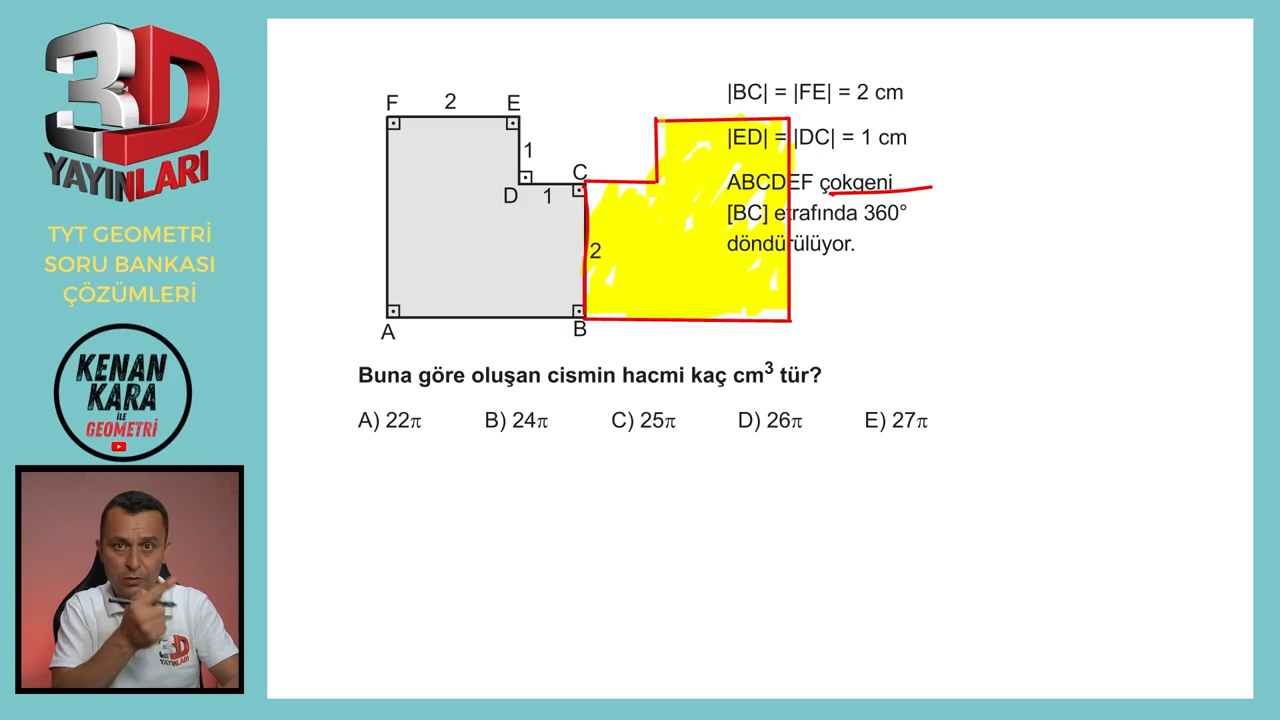 3D
YAYINLARI
TYT GEOMETRİ
SORU BANKASI
ÇÖZÜMLERİ
KENAN
KARA
İLE
GEOMETRİ
3D
YAYINLARI
F 2 E
1
D 1 C
2
A B
|BC| = |FE| = 2 cm
|ED| = |DC| = 1 cm
ABCDEF çokgeni
[BC] etrafında 360°
döndürülüyor.
Buna göre oluşan cismin hacmi kaç cm³ tür?
A) 22π B) 24π C) 25π D) 26π E) 27π